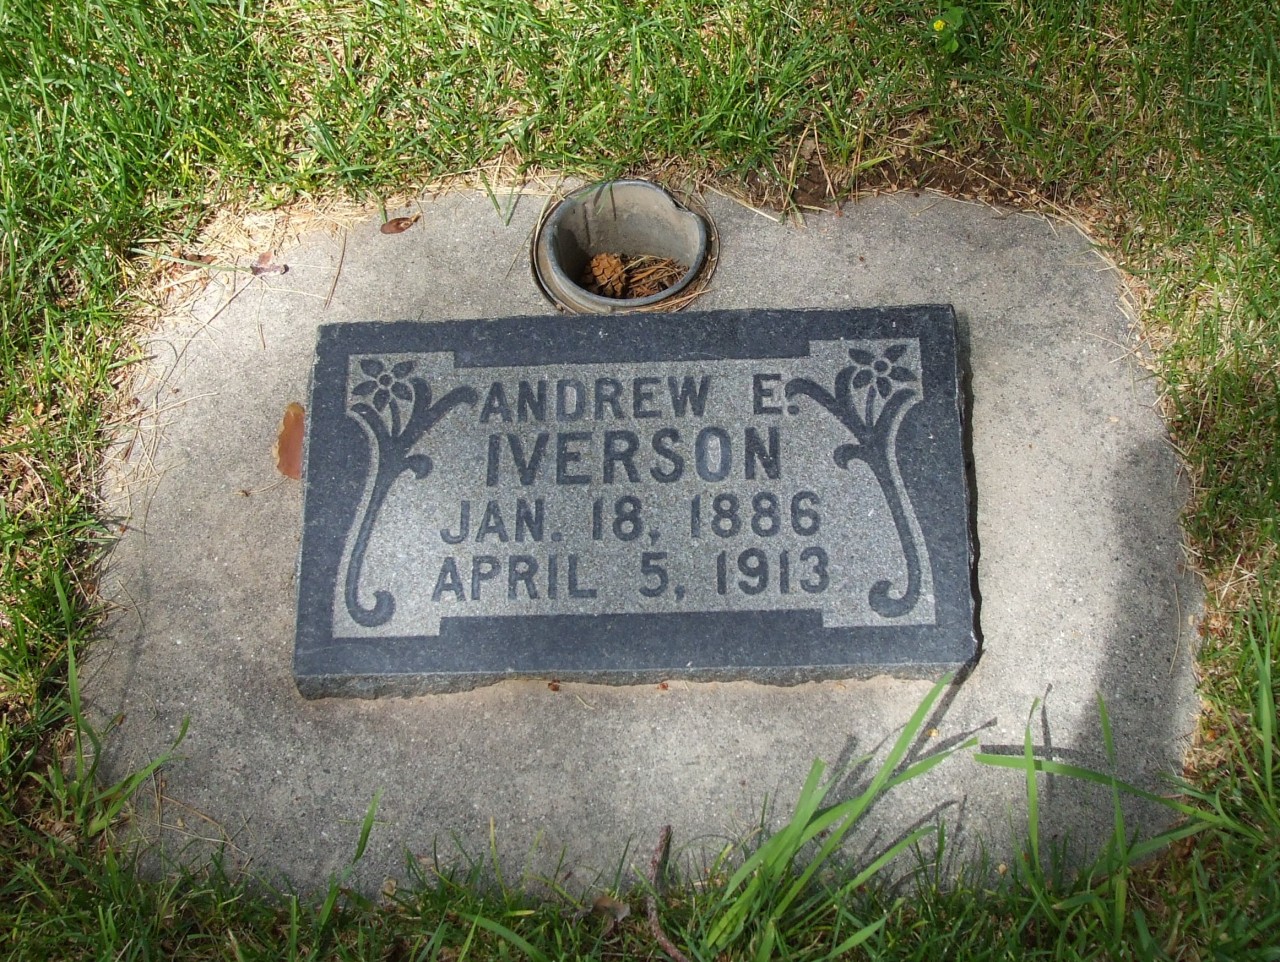 ANDREW E.
IVERSON
JAN. 18, 1886
APRIL 5, 1913